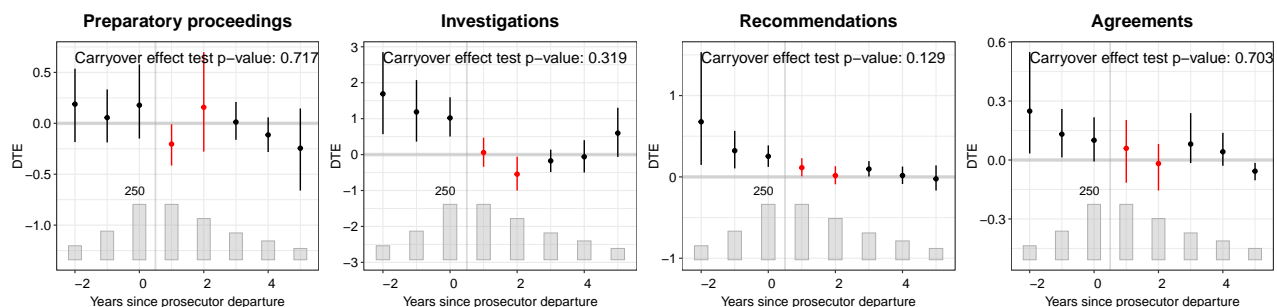 Preparatory proceedings
Carryover effect test p−value: 0.717
DTE
0.5
0.0
−0.5
−1.0
250
−2 0 2 4
Years since prosecutor departure
Investigations
Carryover effect test p−value: 0.319
DTE
3
2
1
0
−1
−2
−3
250
−2 0 2 4
Years since prosecutor departure
Recommendations
Carryover effect test p−value: 0.129
DTE
1
0
−1
250
−2 0 2 4
Years since prosecutor departure
Agreements
Carryover effect test p−value: 0.703
DTE
0.6
0.3
0.0
−0.3
250
−2 0 2 4
Years since prosecutor departure